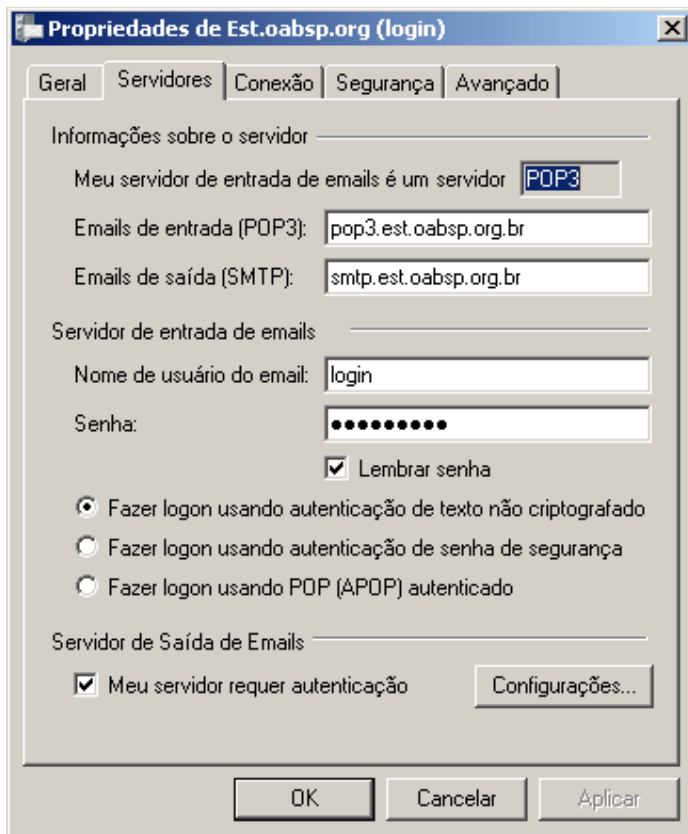 Propriedades de Est.oabsp.org (login)
Geral Servidores Conexão Segurança Avançado
Informações sobre o servidor
Meu servidor de entrada de emails é um servidor POP3
Emails de entrada (POP3): pop3.est.oabsp.org.br
Emails de saída (SMTP): smtp.est.oabsp.org.br
Servidor de entrada de emails
Nome de usuário do email: login
Senha: ●●●●●●●●●
Lembrar senha
Fazer logon usando autenticação de texto não criptografado
Fazer logon usando autenticação de senha de segurança
Fazer logon usando POP (APOP) autenticado
Servidor de Saída de Emails
Meu servidor requer autenticação Configurações...
OK Cancelar Aplicar